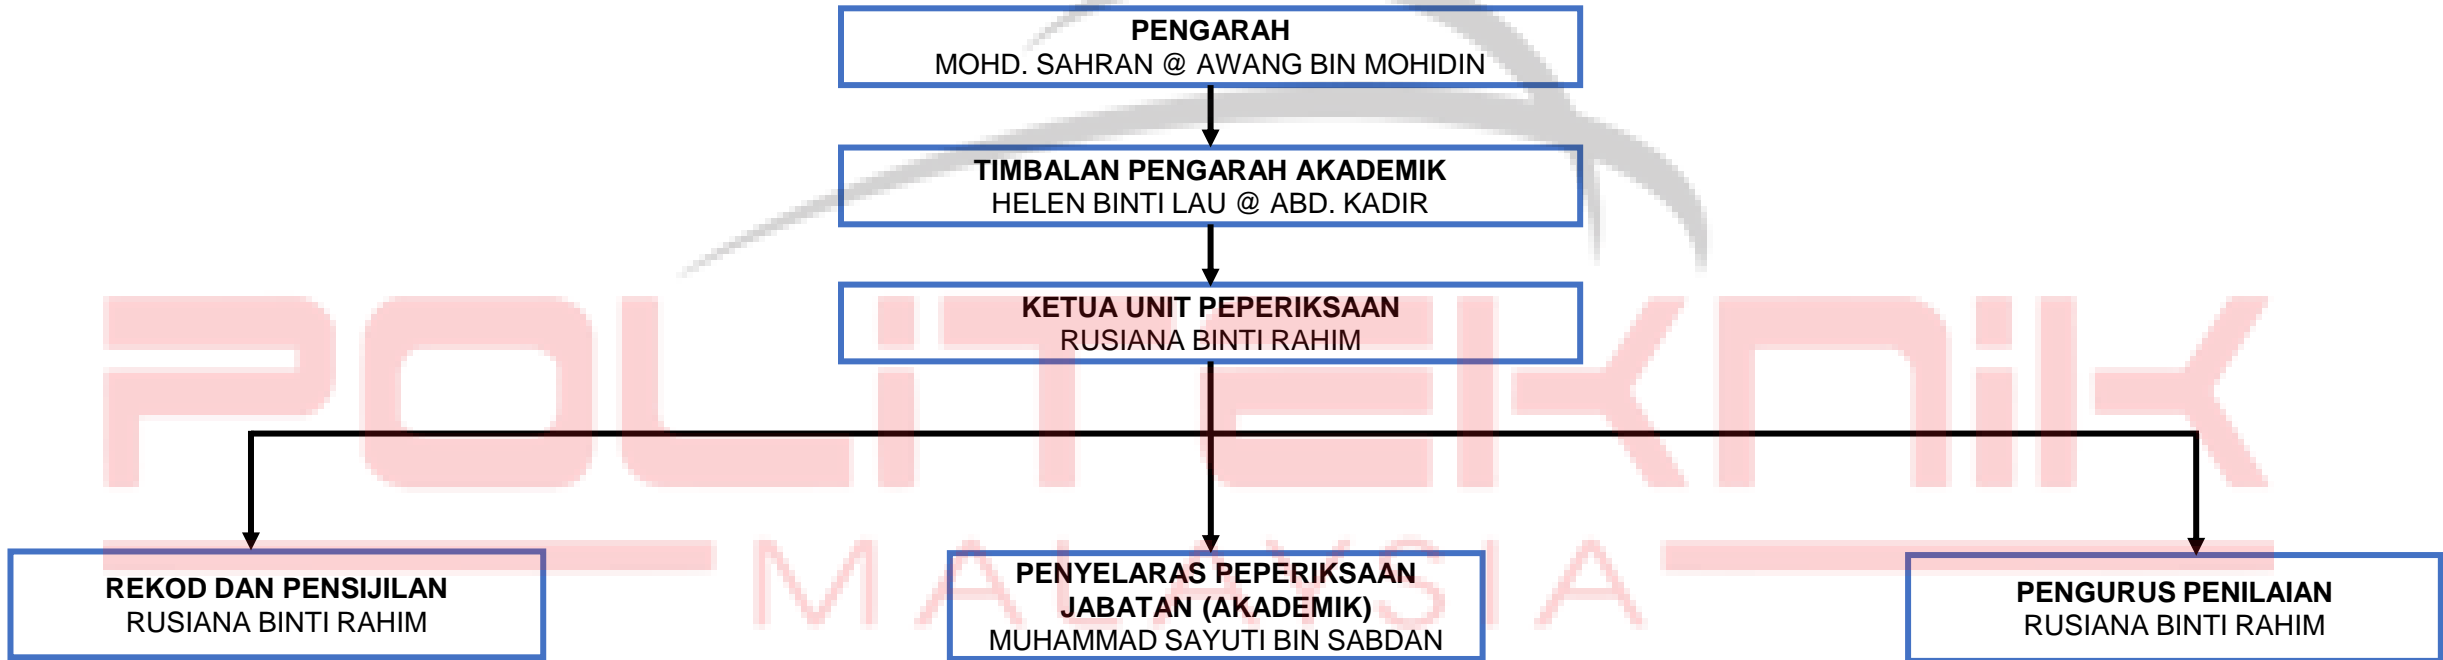 PENGARAH
MOHD. SAHRAN @ AWANG BIN MOHIDIN
TIMBALAN PENGARAH AKADEMIK
HELEN BINTI LAU @ ABD. KADIR
KETUA UNIT PEPERIKSAAN
RUSIANA BINTI RAHIM
POLiTEKNiK
MALAYSIA
REKOD DAN PENSIJILAN
RUSIANA BINTI RAHIM
PENYELARAS PEPERIKSAAN
JABATAN (AKADEMIK)
MUHAMMAD SAYUTI BIN SABDAN
PENGURUS PENILAIAN
RUSIANA BINTI RAHIM